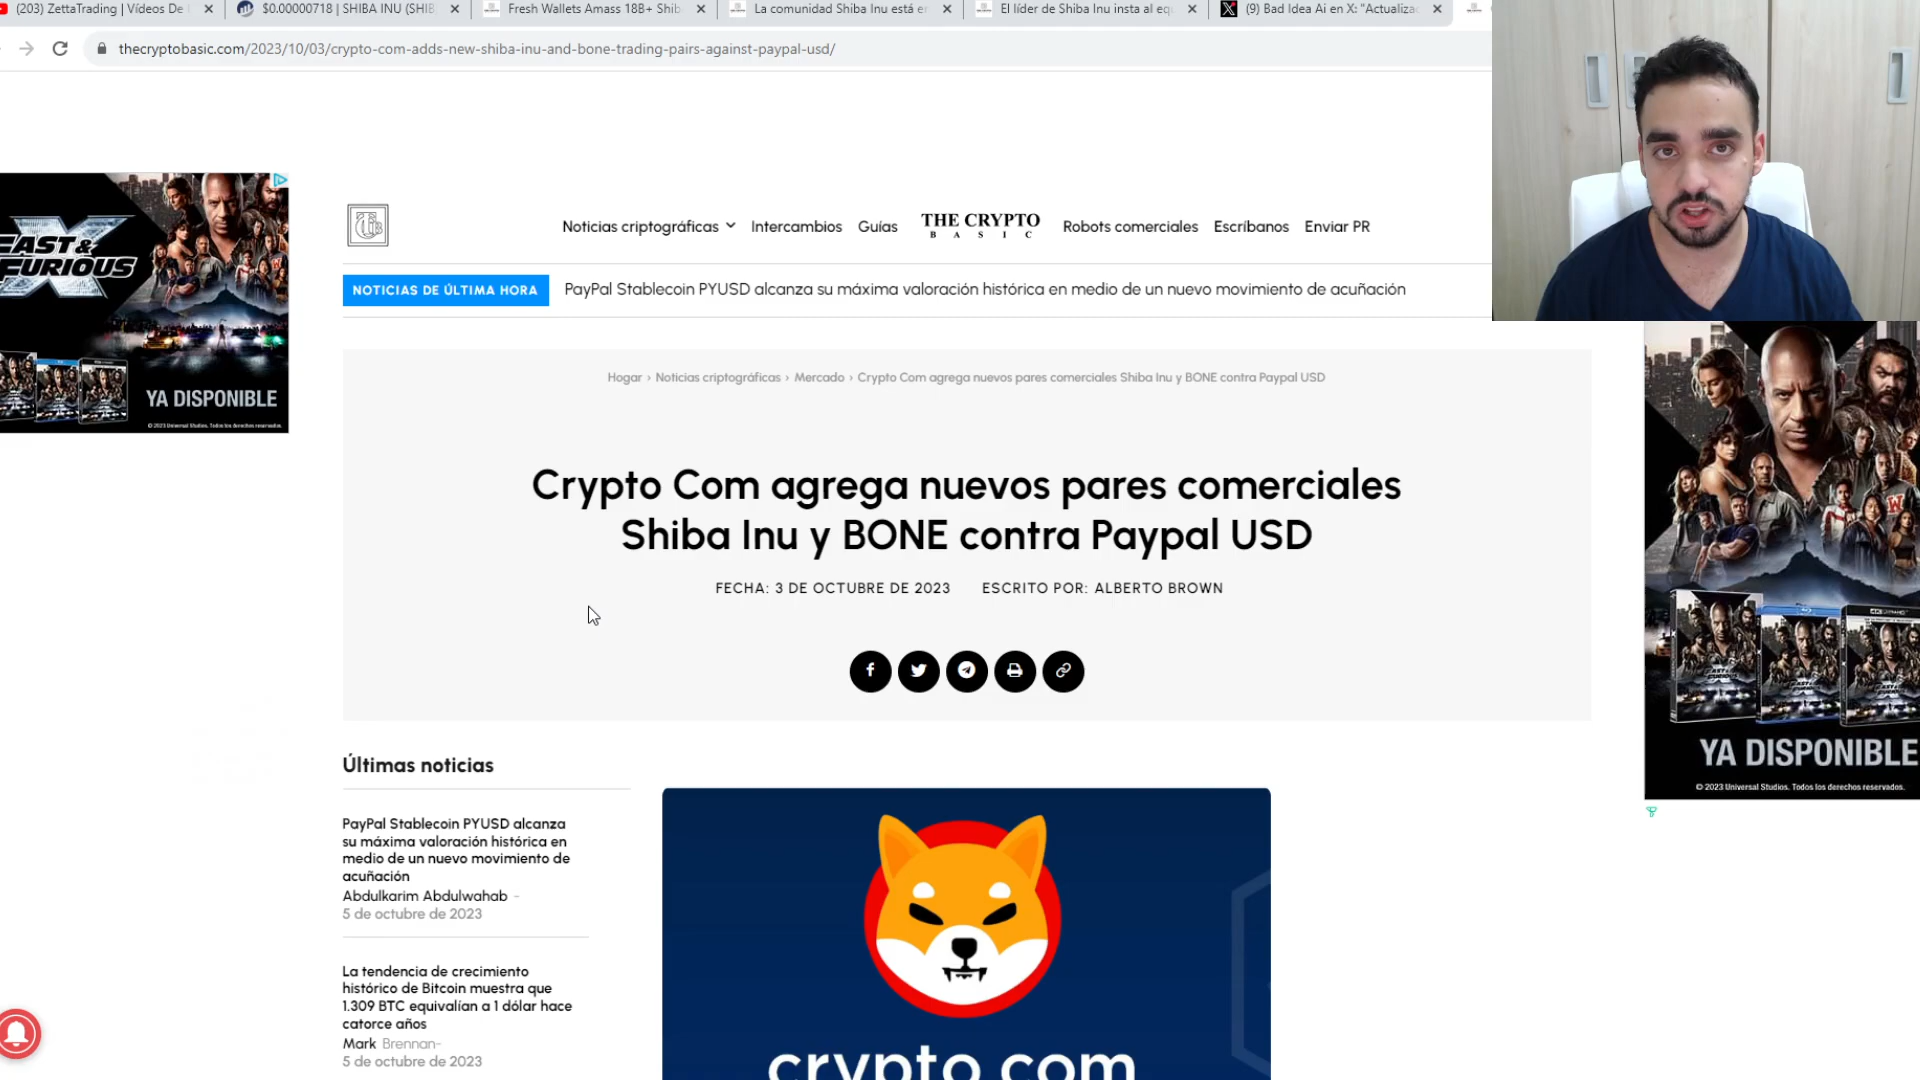 (203) ZettaTrading | Vídeos De
$0.00000718 | SHIBA INU (SHIB
Fresh Wallets Amass 18B+ Shib
La comunidad Shiba Inu está e
El líder de Shiba Inu insta al eq
(9) Bad Idea Ai en X: "Actualiza
thecryptobasic.com/2023/10/03/crypto-com-adds-new-shiba-inu-and-bone-trading-pairs-against-paypal-usd/
Noticias criptográficas
Intercambios
Guías
THE CRYPTO
BASIC
Robots comerciales
Escríbanos
Enviar PR
NOTICIAS DE ÚLTIMA HORA
PayPal Stablecoin PYUSD alcanza su máxima valoración histórica en medio de un nuevo movimiento de acuñación
FAST &
FURIOUS
X
YA DISPONIBLE
© 2023 Universal Studios. Todos los derechos reservados.
Hogar › Noticias criptográficas › Mercado › Crypto Com agrega nuevos pares comerciales Shiba Inu y BONE contra Paypal USD
Crypto Com agrega nuevos pares comerciales
Shiba Inu y BONE contra Paypal USD
FECHA: 3 DE OCTUBRE DE 2023
ESCRITO POR: ALBERTO BROWN
YA DISPONIBLE
© 2023 Universal Studios. Todos los derechos reservados.
Últimas noticias
PayPal Stablecoin PYUSD alcanza
su máxima valoración histórica en
medio de un nuevo movimiento de
acuñación
Abdulkarim Abdulwahab -
5 de octubre de 2023
La tendencia de crecimiento
histórico de Bitcoin muestra que
1.309 BTC equivalían a 1 dólar hace
catorce años
Mark Brennan-
5 de octubre de 2023
crypto com